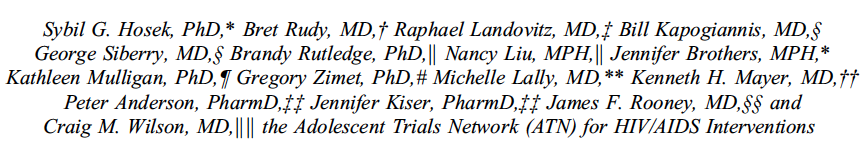 Sybil G. Hosek, PhD,* Bret Rudy, MD,† Raphael Landovitz, MD,‡ Bill Kapogiannis, MD,§
George Siberry, MD,§ Brandy Rutledge, PhD,‖ Nancy Liu, MPH,‖ Jennifer Brothers, MPH,*
Kathleen Mulligan, PhD,¶ Gregory Zimet, PhD,# Michelle Lally, MD,** Kenneth H. Mayer, MD,††
Peter Anderson, PharmD,‡‡ Jennifer Kiser, PharmD,‡‡ James F. Rooney, MD,§§ and
Craig M. Wilson, MD,‖‖ the Adolescent Trials Network (ATN) for HIV/AIDS Interventions